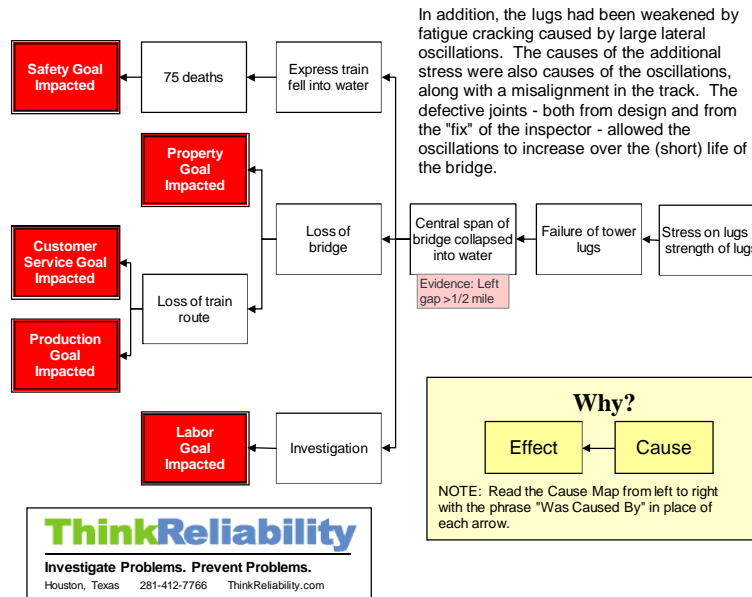 In addition, the lugs had been weakened by
fatigue cracking caused by large lateral
oscillations. The causes of the additional
stress were also causes of the oscillations,
along with a misalignment in the track. The
defective joints - both from design and from
the "fix" of the inspector - allowed the
oscillations to increase over the (short) life of
the bridge.
Safety Goal
Impacted
75 deaths
Express train
fell into water
Property
Goal
Impacted
Customer
Service Goal
Impacted
Production
Goal
Impacted
Loss of train
route
Loss of
bridge
Central span of
bridge collapsed
into water
Evidence: Left
gap >1/2 mile
Failure of tower
lugs
Stress on lugs
strength of lugs
Labor
Goal
Impacted
Investigation
Why?
Effect
Cause
NOTE: Read the Cause Map from left to right
with the phrase "Was Caused By" in place of
each arrow.
ThinkReliability
Investigate Problems. Prevent Problems.
Houston, Texas 281-412-7766 ThinkReliability.com